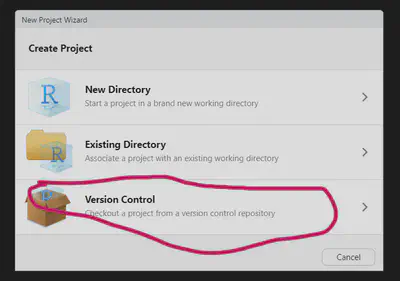 New Project Wizard
Create Project
R
New Directory
Start a project in a brand new working directory
Existing Directory
Associate a project with an existing working directory
R
Version Control
Checkout a project from a version control repository
Cancel